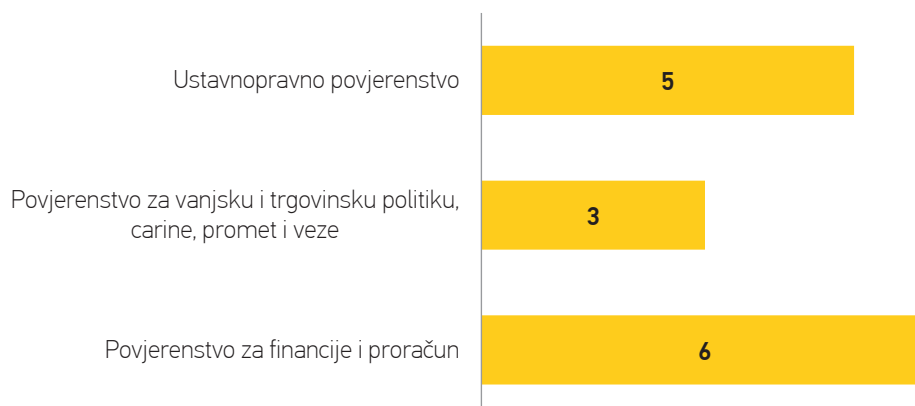 Ustavnopravno povjerenstvo
5
Povjerenstvo za vanjsku i trgovinsku politiku,
carine, promet i veze
3
Povjerenstvo za financije i proračun
6